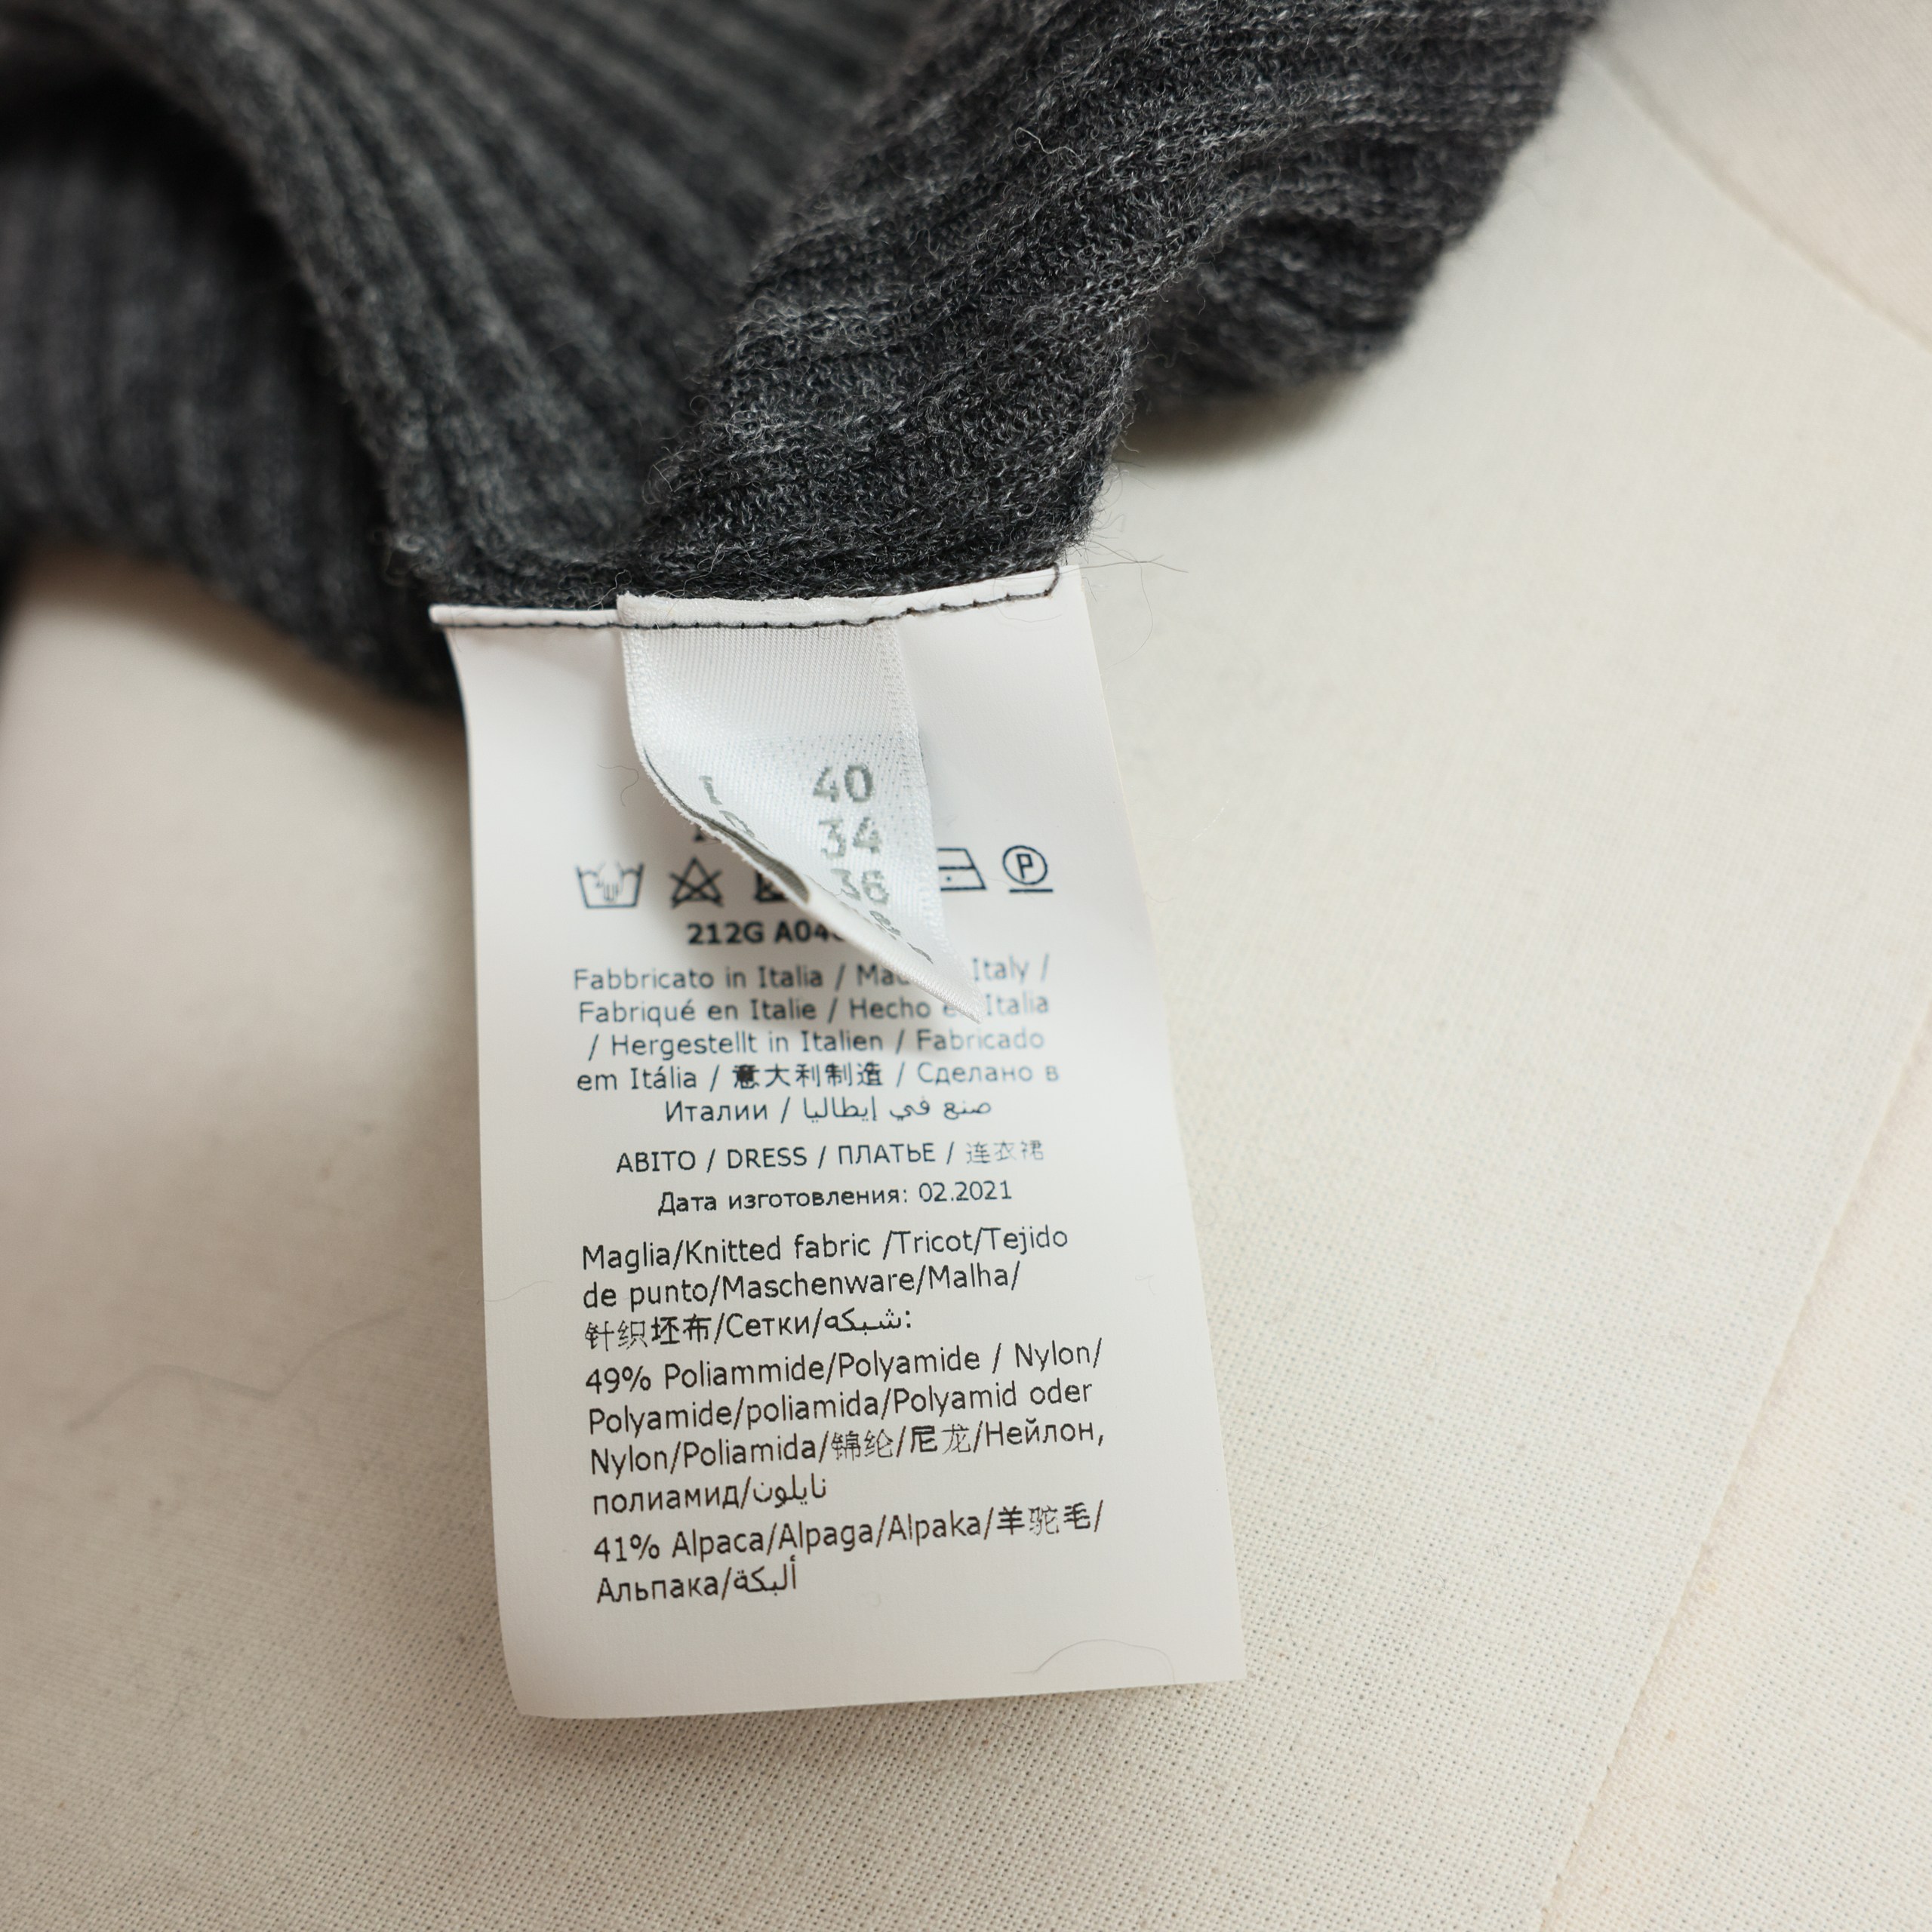 I 40
D 34
36
212G
Fabbricato in Italia / Italy /
Fabriqué en Italie / Hecho Italia
/ Hergestellt in Italien / Fabricado
em Itália / 意大利制造 / Сделано в
Италии / صنع في إيطاليا
ABITO / DRESS / ПЛАТЬЕ / 连衣裙
Дата изготовления: 02.2021
Maglia/Knitted fabric /Tricot/Tejido
de punto/Maschenware/Malha/
针织坯布/Сетки/شبكه:
49% Poliammide/Polyamide / Nylon/
Polyamide/poliamida/Polyamid oder
Nylon/Poliamida/锦纶/尼龙/Нейлон,
полиамид/نايلون
41% Alpaca/Alpaga/Alpaka/羊驼毛/
Альпака/ألبكة